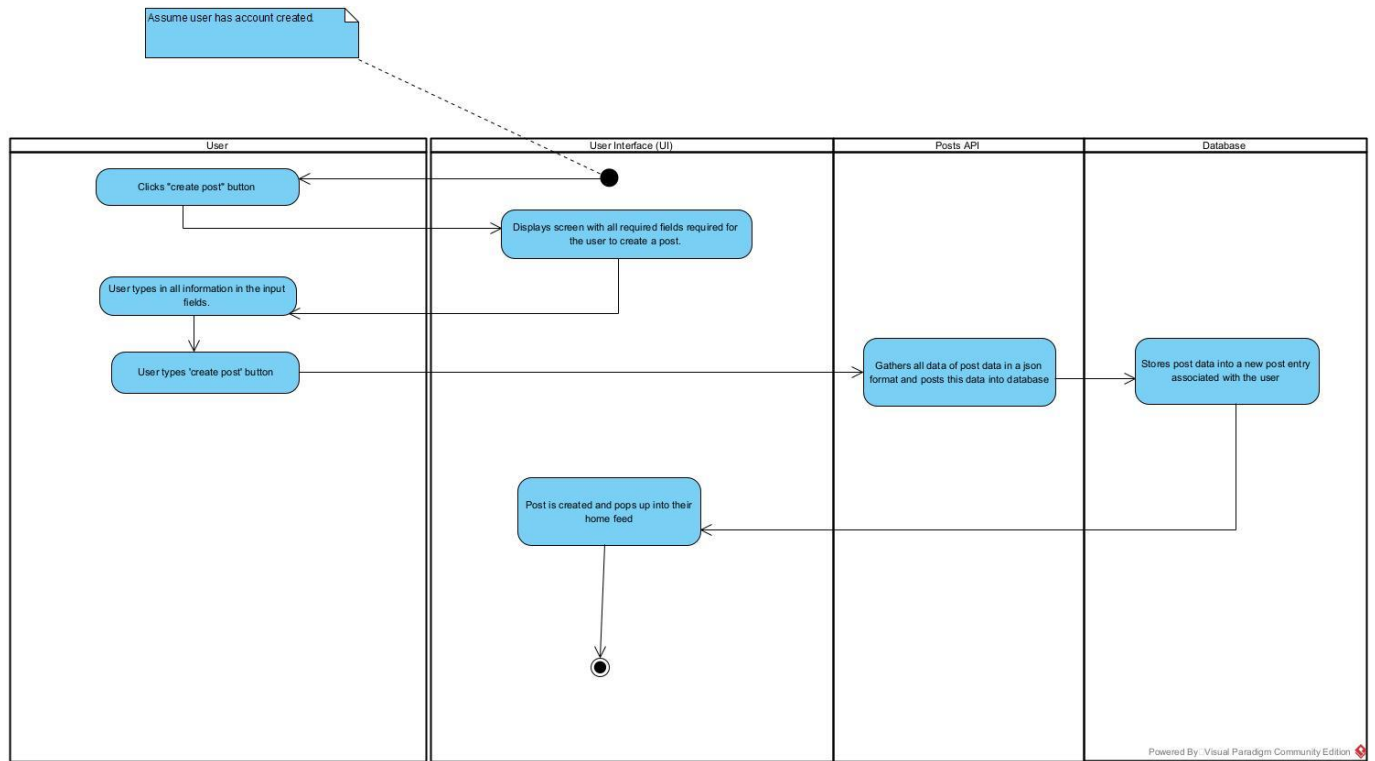 Assume user has account created.
User
User Interface (UI)
Posts API
Database
Clicks "create post" button
Displays screen with all required fields required for
the user to create a post.
User types in all information in the input
fields.
User types 'create post' button
Gathers all data of post data in a json
format and posts this data into database
Stores post data into a new post entry
associated with the user
Post is created and pops up into their
home feed
Powered By Visual Paradigm Community Edition